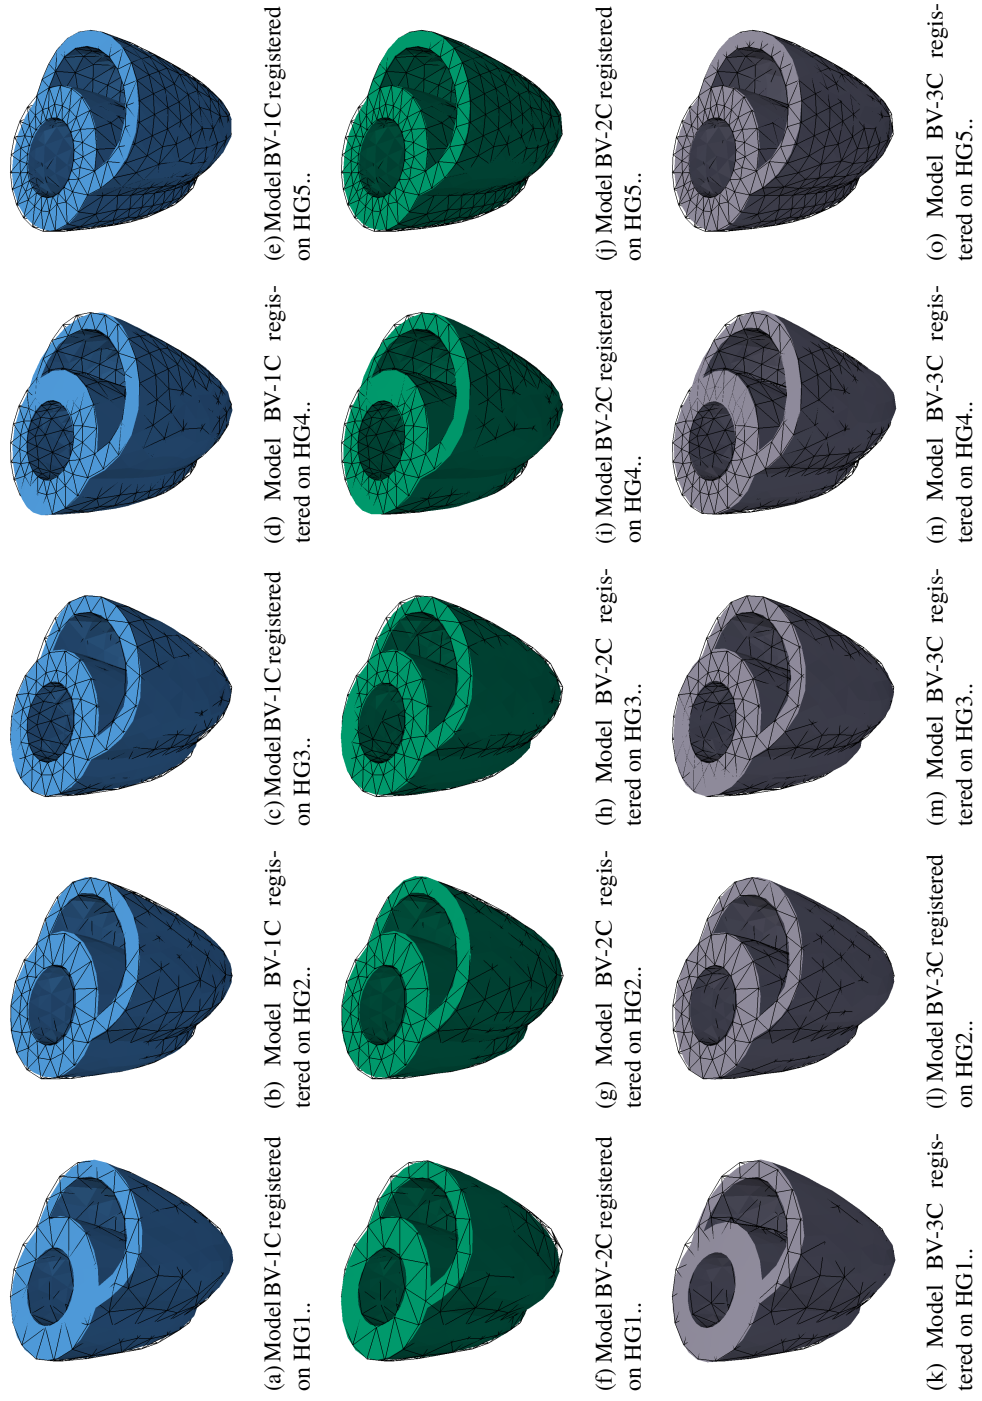 (a) Model BV-1C registered
on HG1..
(b) Model BV-1C regis-
tered on HG2..
(c) Model BV-1C registered
on HG3..
(d) Model BV-1C regis-
tered on HG4..
(e) Model BV-1C registered
on HG5..
(f) Model BV-2C registered
on HG1..
(g) Model BV-2C regis-
tered on HG2..
(h) Model BV-2C regis-
tered on HG3..
(i) Model BV-2C registered
on HG4..
(j) Model BV-2C registered
on HG5..
(k) Model BV-3C regis-
tered on HG1..
(l) Model BV-3C registered
on HG2..
(m) Model BV-3C regis-
tered on HG3..
(n) Model BV-3C regis-
tered on HG4..
(o) Model BV-3C regis-
tered on HG5..